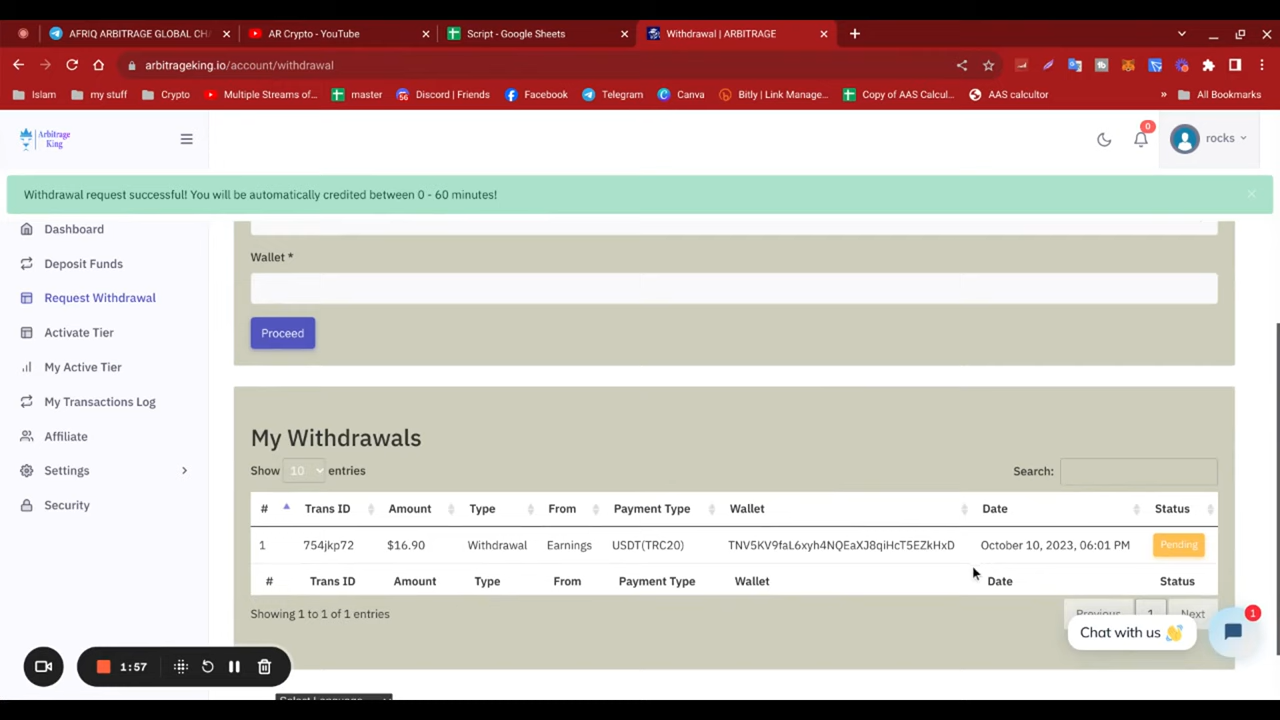 AFRIQ ARBITRAGE GLOBAL CH
AR Crypto - YouTube
Script - Google Sheets
Withdrawal | ARBITRAGE
arbitrageking.io/account/withdrawal
Islam
my stuff
Crypto
Multiple Streams of...
master
Discord | Friends
Facebook
Telegram
Canva
Bitly | Link Manage...
Copy of AAS Calcul...
AAS calcultor
»
All Bookmarks
Arbitrage
King
0
rocks
Withdrawal request successful! You will be automatically credited between 0 - 60 minutes!
×
Dashboard
Deposit Funds
Request Withdrawal
Activate Tier
My Active Tier
My Transactions Log
Affiliate
Settings
Security
Wallet *
Proceed
My Withdrawals
Show 10 entries
Search:
# Trans ID Amount Type From Payment Type Wallet Date Status
1 754jkp72 $16.90 Withdrawal Earnings USDT(TRC20) TNV5KV9faL6xyh4NQEaXJ8qiHcT5EZkHxD October 10, 2023, 06:01 PM Pending
# Trans ID Amount Type From Payment Type Wallet Date Status
Showing 1 to 1 of 1 entries
Previous 1 Next
Chat with us 👋
1
1:57
Select Language